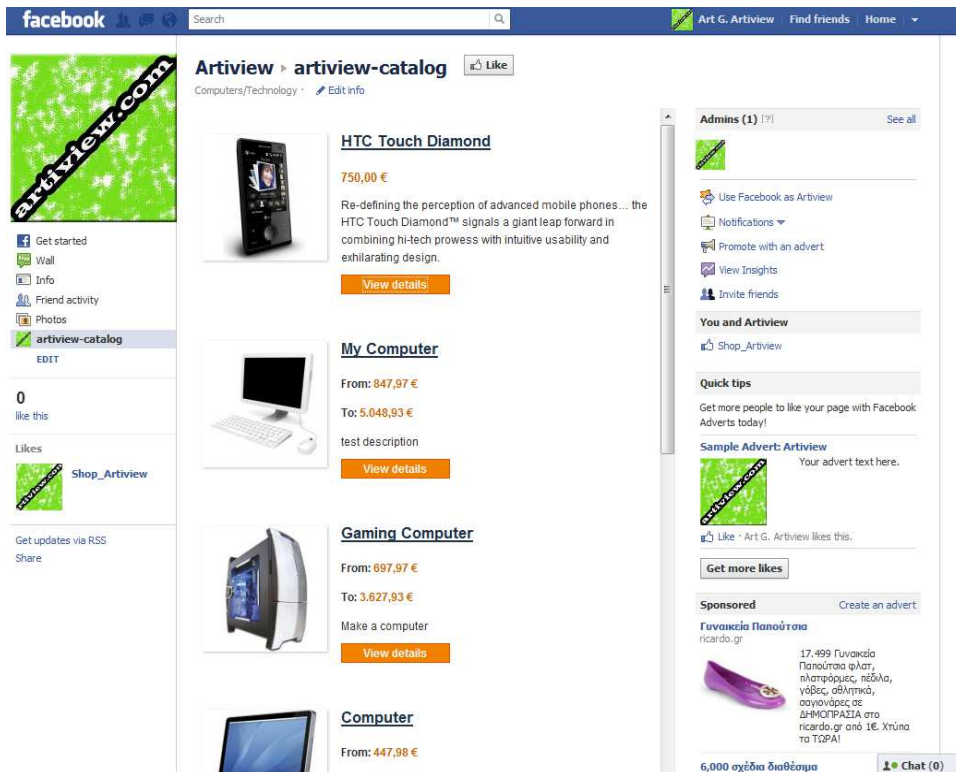 facebook
Search
Art G. Artiview
Find friends
Home
artiview.com
Get started
Wall
Info
Friend activity
Photos
artiview-catalog
EDIT
0
like this
Likes
artiview.com
Shop_Artiview
Get updates via RSS
Share
Artiview ▸ artiview-catalog
Like
Computers/Technology · Edit info
HTC Touch Diamond
750,00 €
Re-defining the perception of advanced mobile phones… the
HTC Touch Diamond™ signals a giant leap forward in
combining hi-tech prowess with intuitive usability and
exhilarating design.
View details
My Computer
From: 847,97 €
To: 5.048,93 €
test description
View details
Gaming Computer
From: 697,97 €
To: 3.627,93 €
Make a computer
View details
Computer
From: 447,98 €
Admins (1) [?]
See all
Use Facebook as Artiview
Notifications
Promote with an advert
View Insights
Invite friends
You and Artiview
Shop_Artiview
Quick tips
Get more people to like your page with Facebook
Adverts today!
Sample Advert: Artiview
artiview.com
Your advert text here.
Like · Art G. Artiview likes this.
Get more likes
Sponsored
Create an advert
Γυναικεία Παπούτσια
ricardo.gr
17.499 Γυναικεία
Παπούτσια φλατ,
πλατφόρμες, πέδιλα,
γόβες, αθλητικά,
σαγιονάρες σε
ΔΗΜΟΠΡΑΣΙΑ στο
ricardo.gr από 1€. Χτύπα
τα ΤΩΡΑ!
6,000 σχέδια διαθέσιμα
Chat (0)